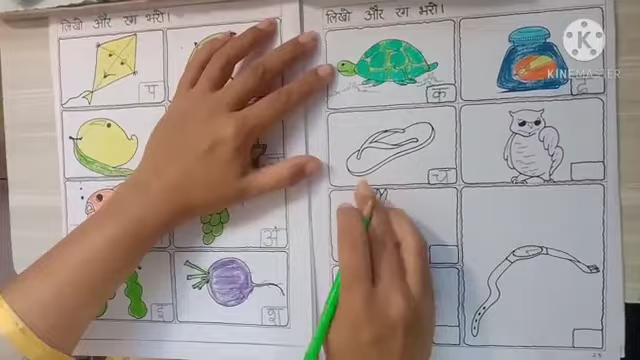 लिखो और रंग भरो।
प
अं
ई
श
लिखो और रंग भरो।
क
द
च
KINEMASTER